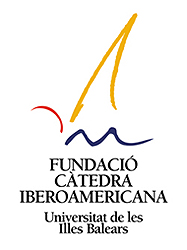 FUNDACIÓ
CÀTEDRA
IBEROAMERICANA
Universitat de les
Illes Balears